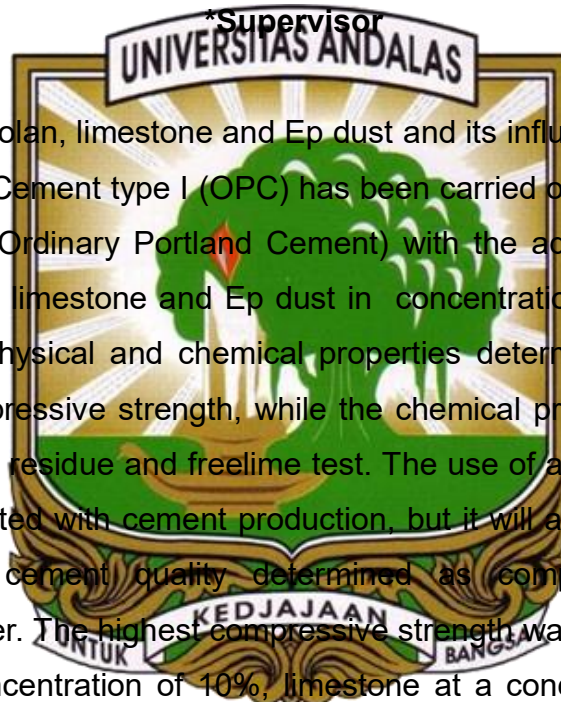 *Supervisor
UNIVERSITAS ANDALAS
olan, limestone and Ep dust and its influ
Cement type I (OPC) has been carried o
Ordinary Portland Cement) with the ad
limestone and Ep dust in concentratio
hysical and chemical properties determ
pressive strength, while the chemical pr
residue and freelime test. The use of a
ted with cement production, but it will a
cement quality determined as comp
er. The highest compressive strength wa
KEDJAJAAN
UNTUK BANGSA
ncentration of 10%, limestone at a conc